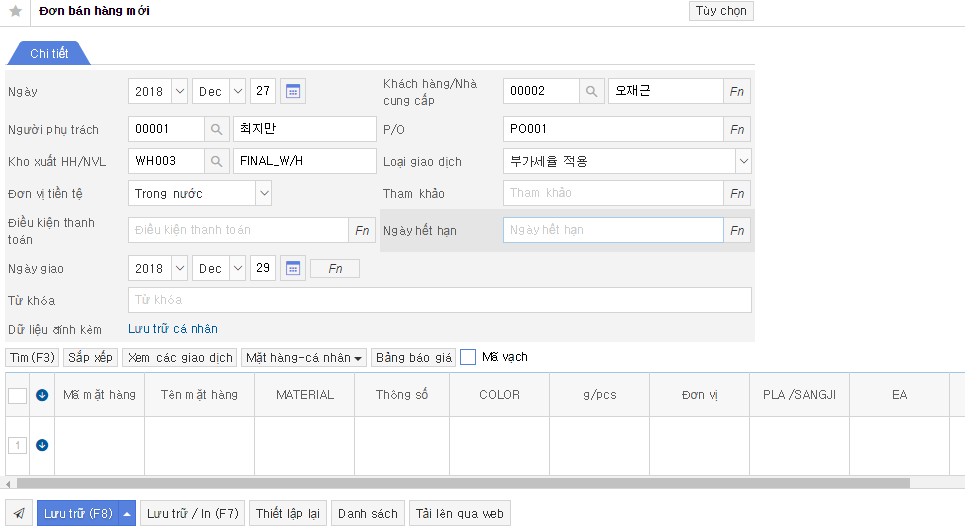 Đơn bán hàng mới
Tùy chọn
Chi tiết
Ngày 2018 Dec 27
Khách hàng/Nhà cung cấp 00002 오재근 Fn
Người phụ trách 00001 최지만
P/O PO001 Fn
Kho xuất HH/NVL WH003 FINAL_W/H
Loại giao dịch 부가세율 적용
Đơn vị tiền tệ Trong nước
Tham khảo Tham khảo Fn
Điều kiện thanh toán Điều kiện thanh toán Fn
Ngày hết hạn Ngày hết hạn Fn
Ngày giao 2018 Dec 29 Fn
Từ khóa Từ khóa
Dữ liệu đính kèm Lưu trữ cá nhân
Tìm (F3) Sắp xếp Xem các giao dịch Mặt hàng-cá nhân Bảng báo giá Mã vạch
Mã mặt hàng Tên mặt hàng MATERIAL Thông số COLOR g/pcs Đơn vị PLA /SANGJI EA
1
Lưu trữ (F8) Lưu trữ / In (F7) Thiết lập lại Danh sách Tải lên qua web